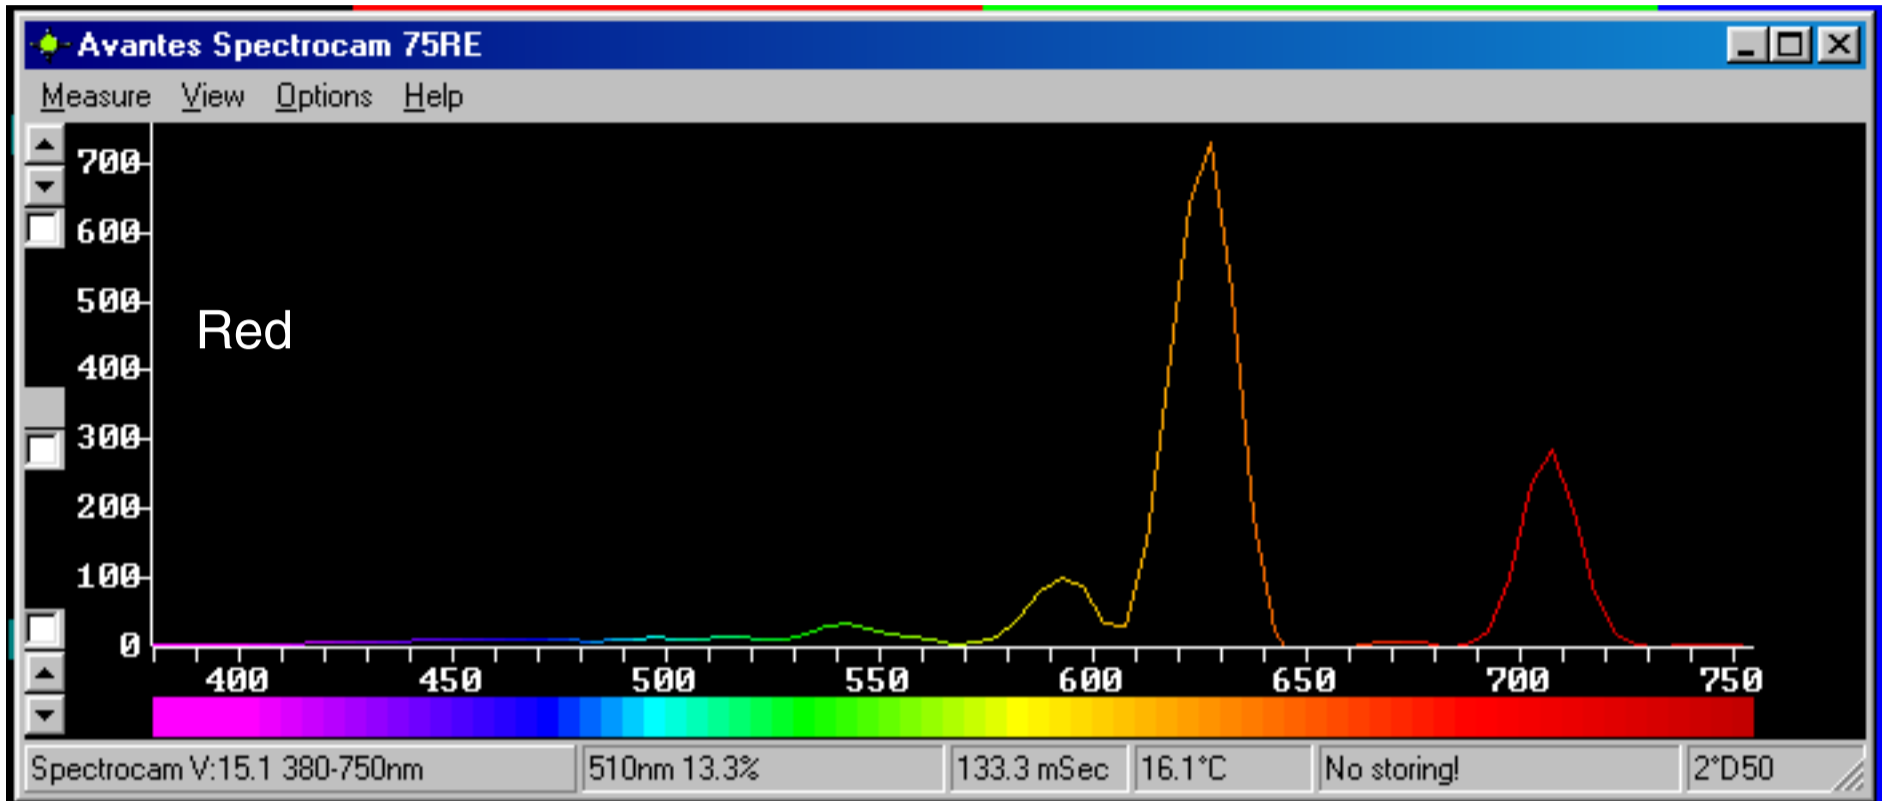 Avantes Spectrocam 75RE
Measure View Options Help
700
600
500
Red
400
300
200
100
0
400 450 500 550 600 650 700 750
Spectrocam V:15.1 380-750nm 510nm 13.3% 133.3 mSec 16.1°C No storing! 2°D50